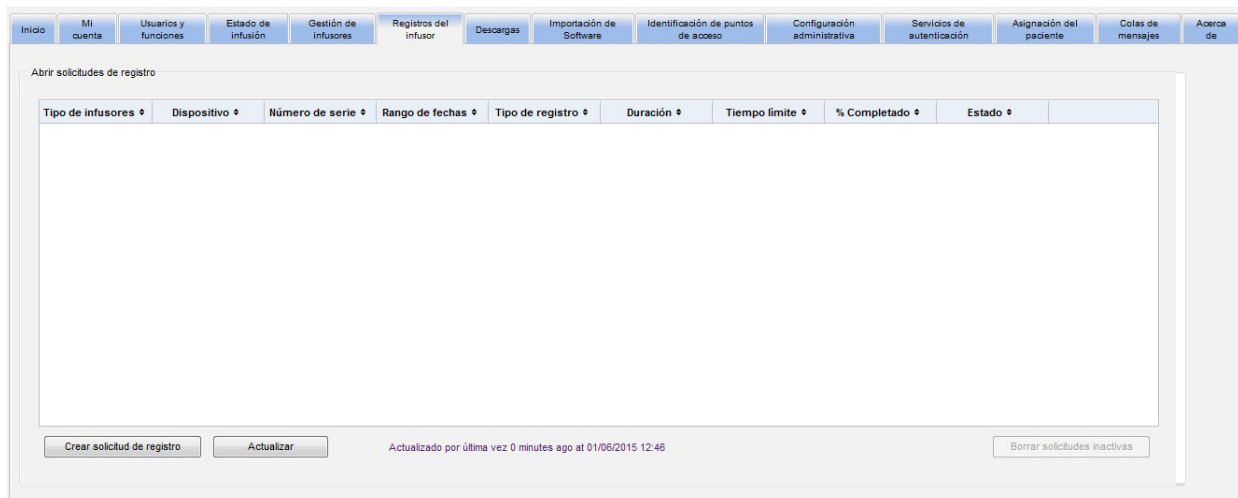 Inicio
Mi cuenta
Usuarios y funciones
Estado de infusión
Gestión de infusores
Registros del infusor
Descargas
Importación de Software
Identificación de puntos de acceso
Configuración administrativa
Servicios de autenticación
Asignación del paciente
Colas de mensajes
Acerca de
Abrir solicitudes de registro
Tipo de infusores Dispositivo Número de serie Rango de fechas Tipo de registro Duración Tiempo límite % Completado Estado
Crear solicitud de registro Actualizar Actualizado por última vez 0 minutes ago at 01/06/2015 12:46 Borrar solicitudes inactivas